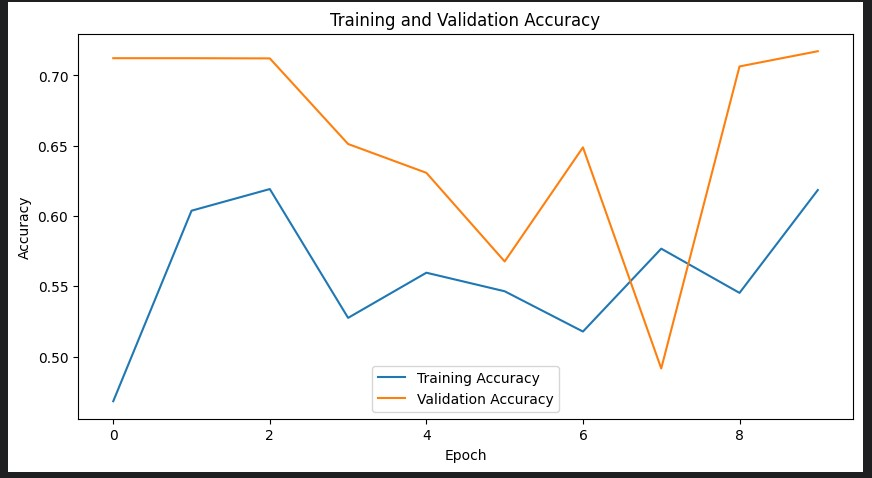 Training and Validation Accuracy
Accuracy
0.70
0.65
0.60
0.55
0.50
Training Accuracy
Validation Accuracy
0 2 4 6 8
Epoch